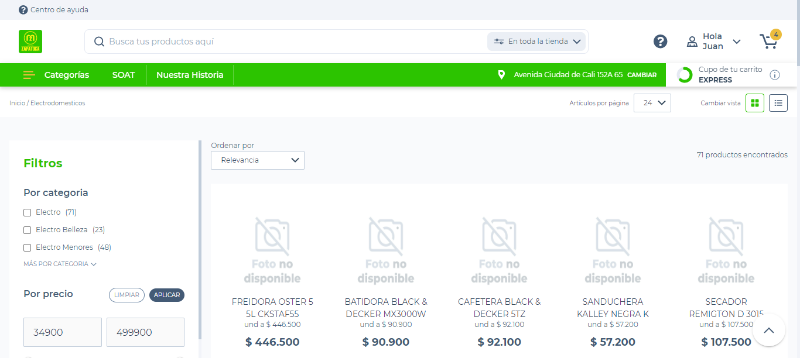 Centro de ayuda
Busca tus productos aquí
En toda la tienda
Hola
Juan
4
Categorías
SOAT
Nuestra Historia
Avenida Ciudad de Cali 152A 65 CAMBIAR
Cupo de tu carrito
EXPRESS
Inicio / Electrodomesticos
Artículos por página
24
Cambiar vista
Filtros
Ordenar por
Relevancia
71 productos encontrados
Por categoria
Electro (71)
Electro Belleza (23)
Electro Menores (48)
MÁS POR CATEGORIA
Por precio
LIMPIAR
APLICAR
34900
499900
Foto no
disponible
Foto no
disponible
Foto no
disponible
Foto no
disponible
Foto no
disponible
FREIDORA OSTER 5
5L CKSTAF55
und a $ 446.500
$ 446.500
BATIDORA BLACK &
DECKER MX3000W
und a $ 90.900
$ 90.900
CAFETERA BLACK &
DECKER 5TZ
und a $ 92.100
$ 92.100
SANDUCHERA
KALLEY NEGRA K
und a $ 57.200
$ 57.200
SECADOR
REMIGTON D 3015
und a $ 107.500
$ 107.500